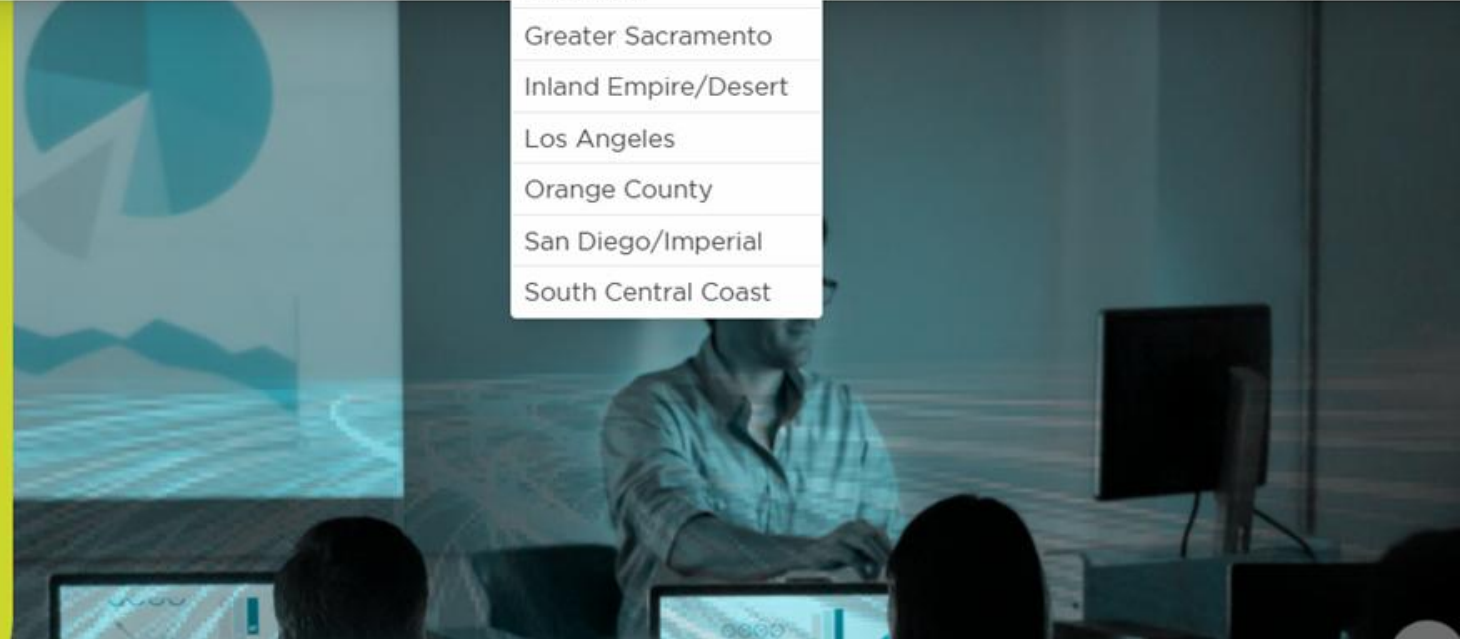 Greater Sacramento
Inland Empire/Desert
Los Angeles
Orange County
San Diego/Imperial
South Central Coast